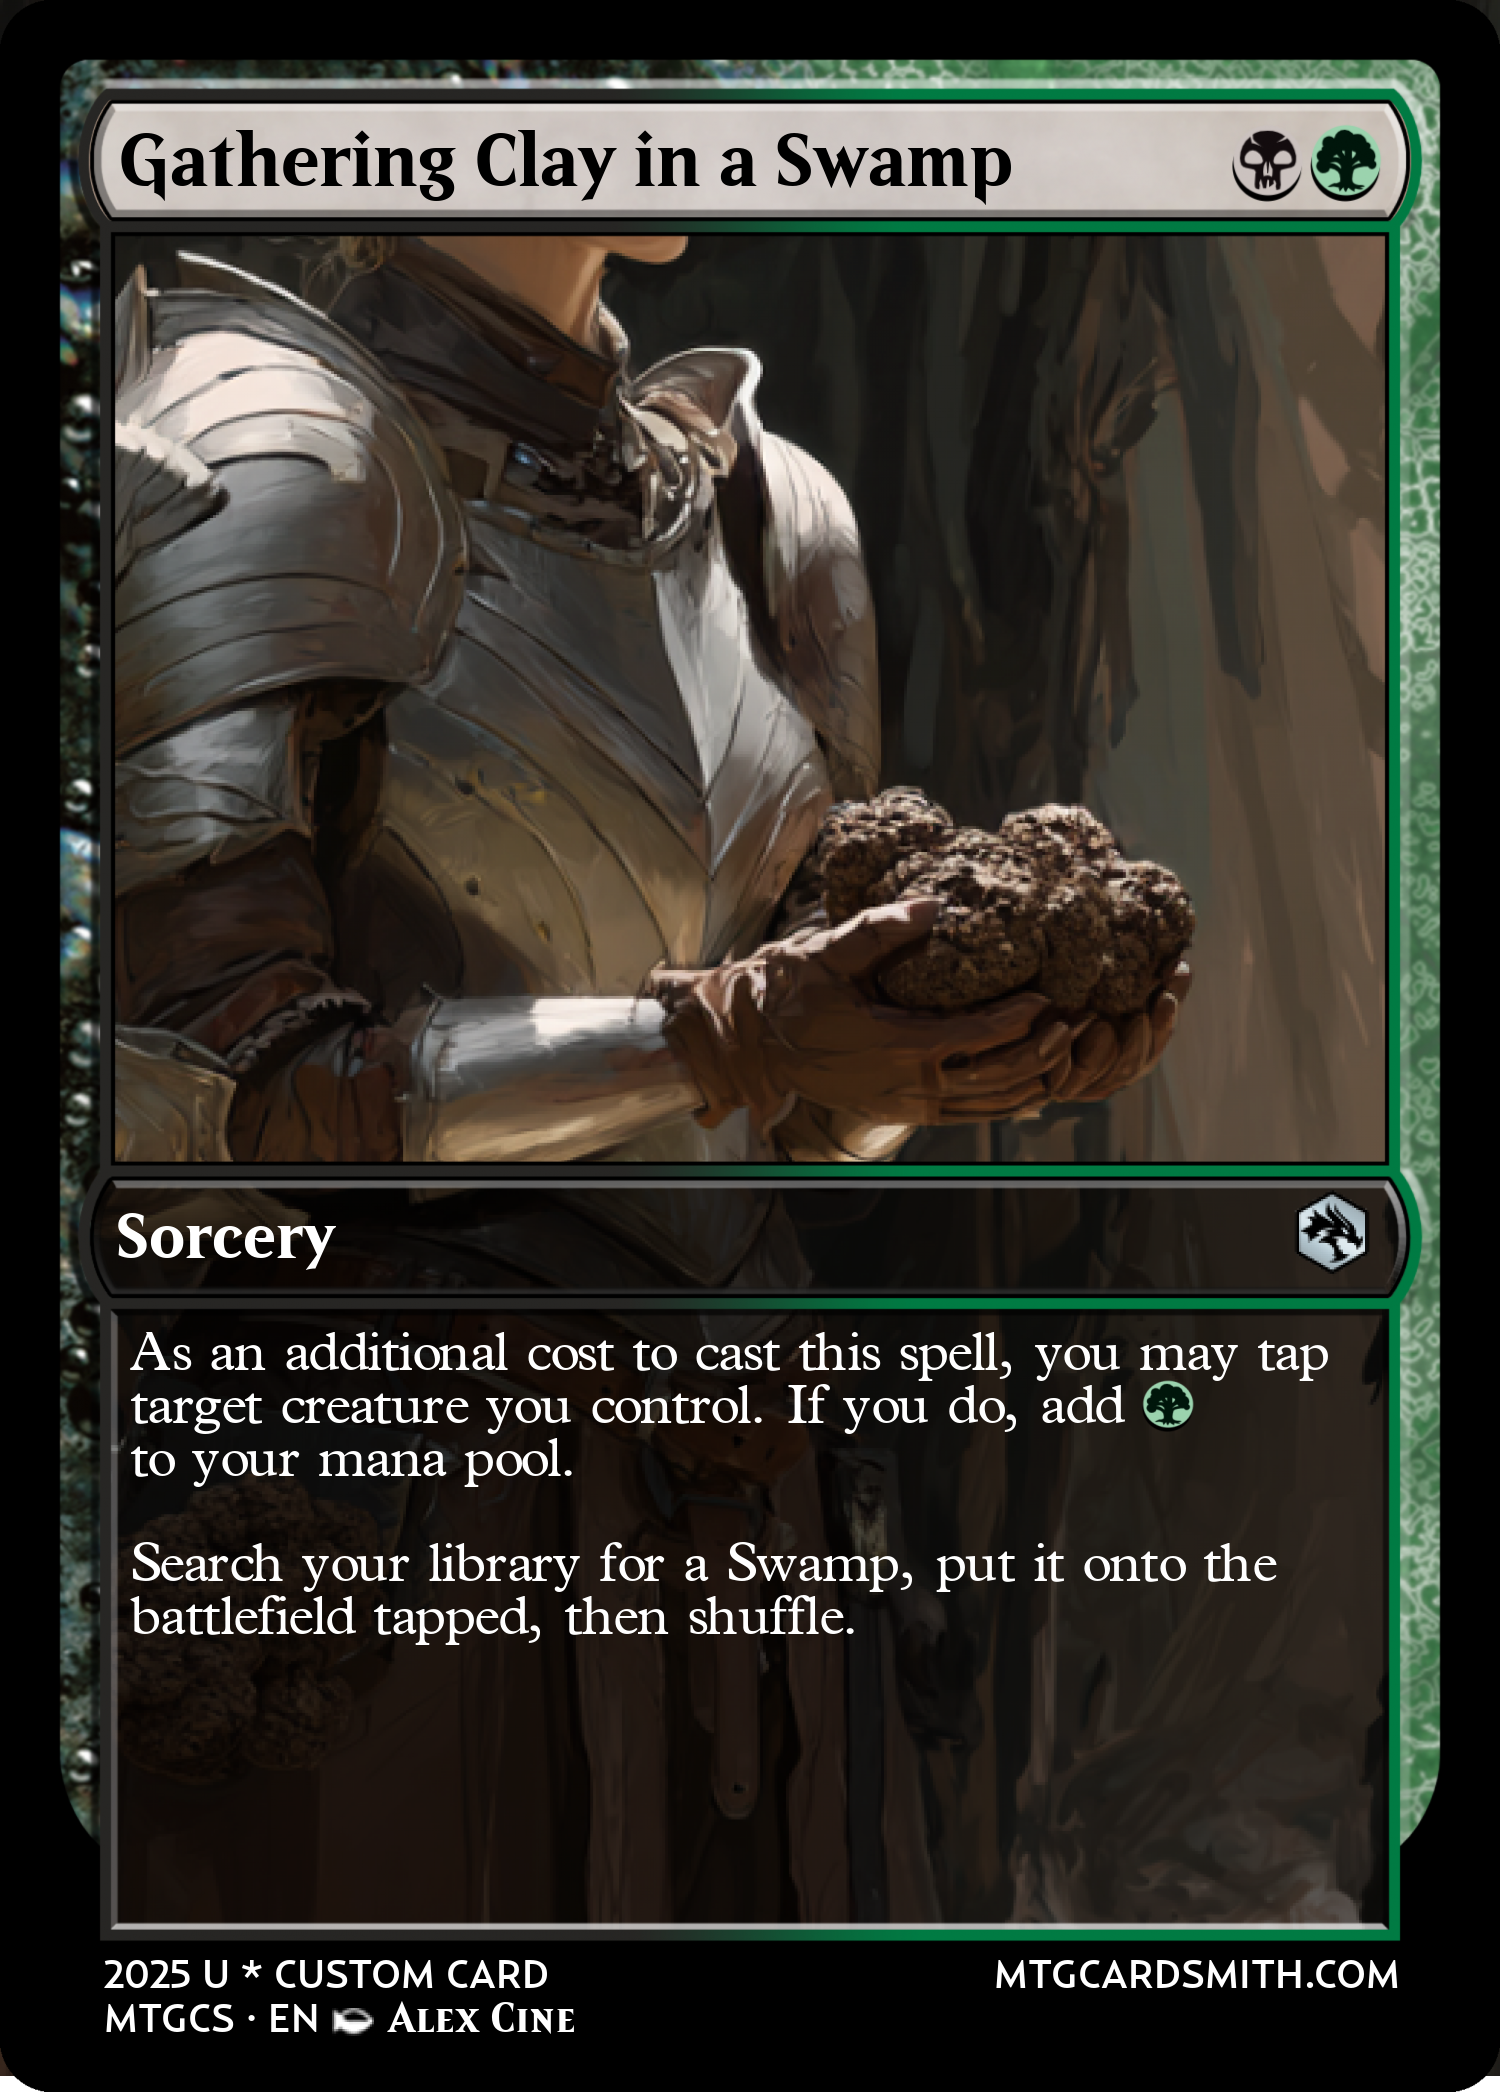 Gathering Clay in a Swamp
Sorcery
As an additional cost to cast this spell, you may tap
target creature you control. If you do, add
to your mana pool.
Search your library for a Swamp, put it onto the
battlefield tapped, then shuffle.
2025 U * CUSTOM CARD
MTGCARDSMITH.COM
MTGCS · EN ALEX CINE